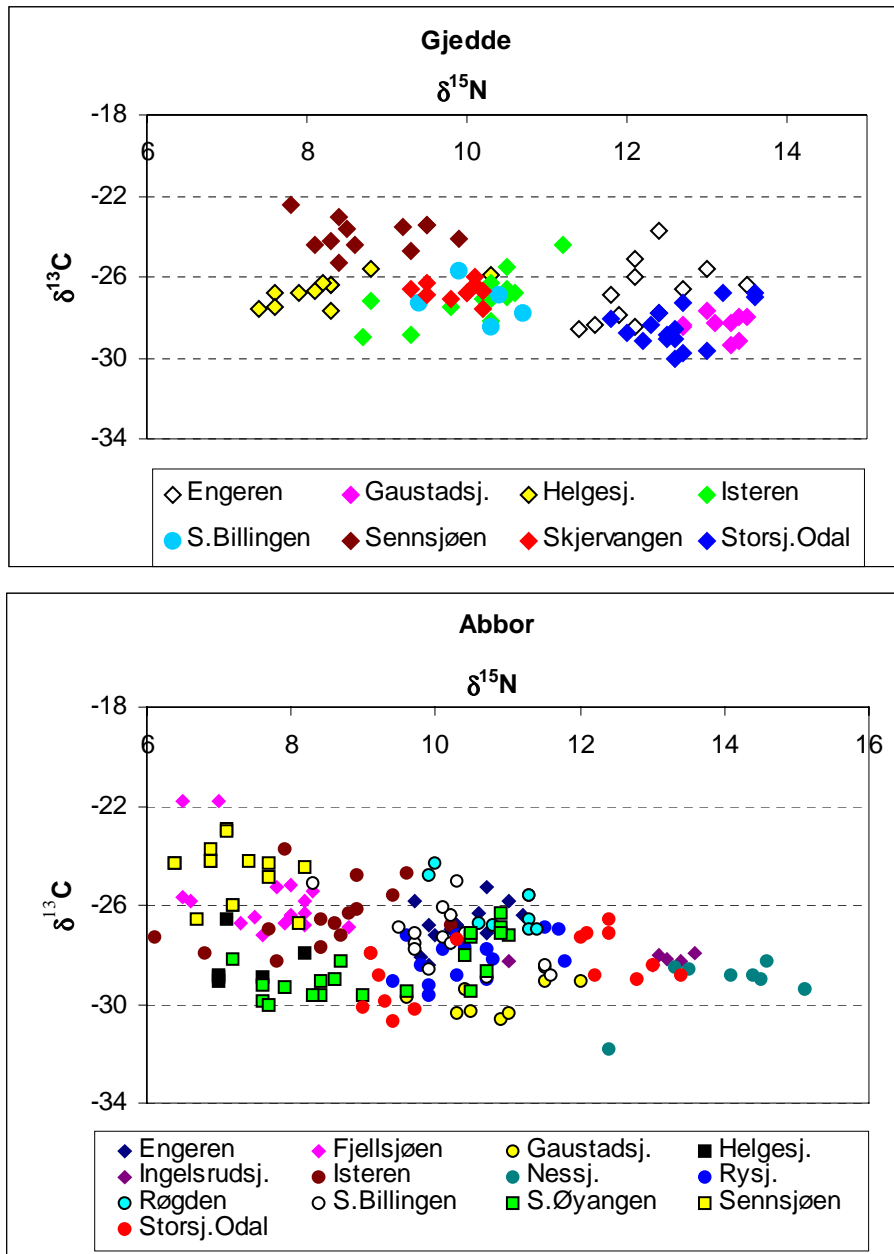 Gjedde
δ15N
-18
6 8 10 12 14
-22
δ13C
-26
-30
-34
Engeren Gaustadsj. Helgesj. Isteren
S.Billingen Sennsjøen Skjervangen Storsj.Odal
Abbor
δ15N
-18
6 8 10 12 14 16
-22
δ13C
-26
-30
-34
Engeren Fjellsjøen Gaustadsj. Helgesj.
Ingelsrudsj. Isteren Nessj. Rysj.
Røgden S.Billingen S.Øyangen Sennsjøen
Storsj.Odal